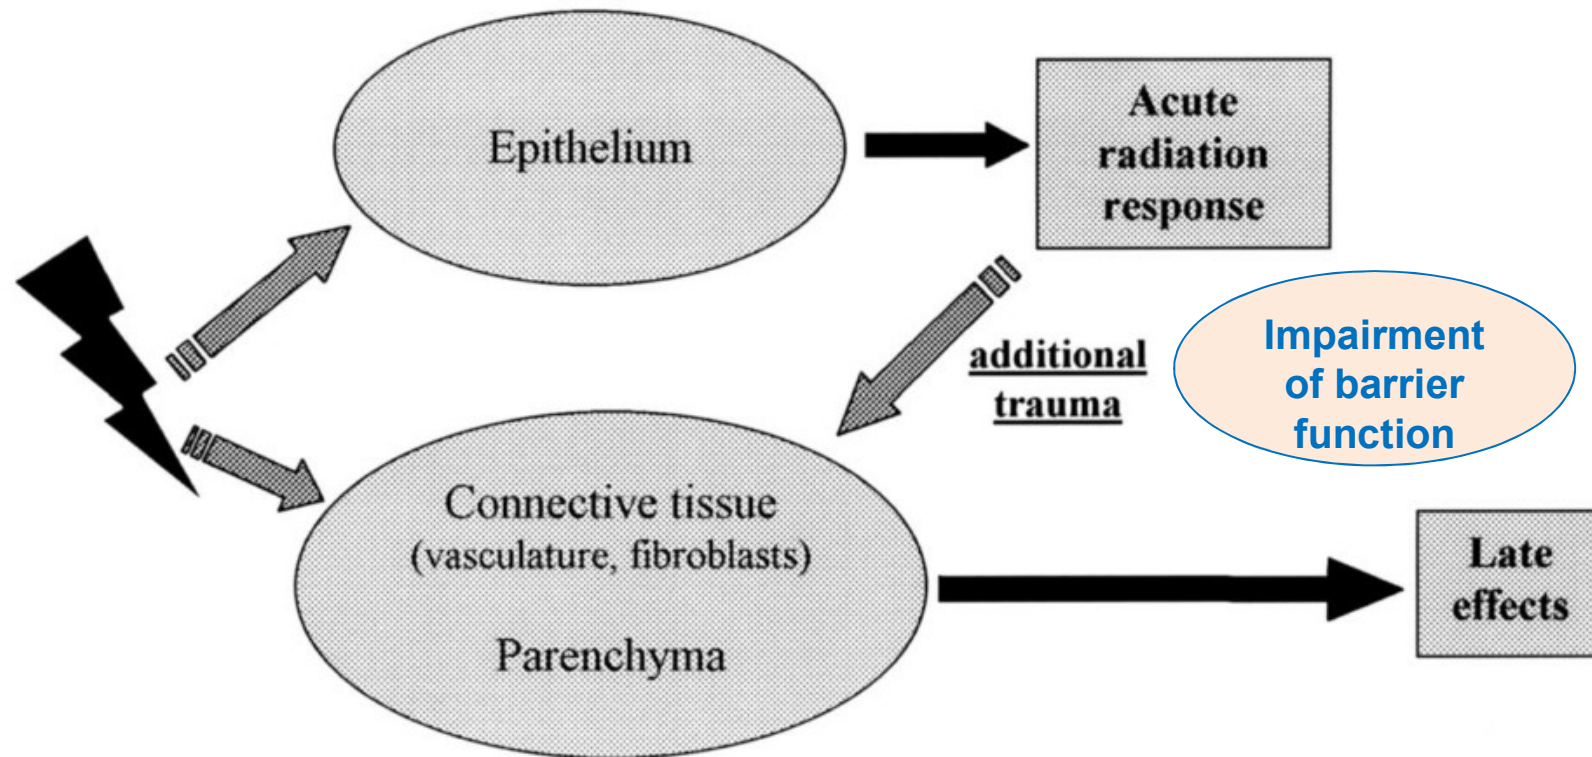 Epithelium
Acute
radiation
response
additional
trauma
Impairment
of barrier
function
Connective tissue
(vasculature, fibroblasts)
Parenchyma
Late
effects